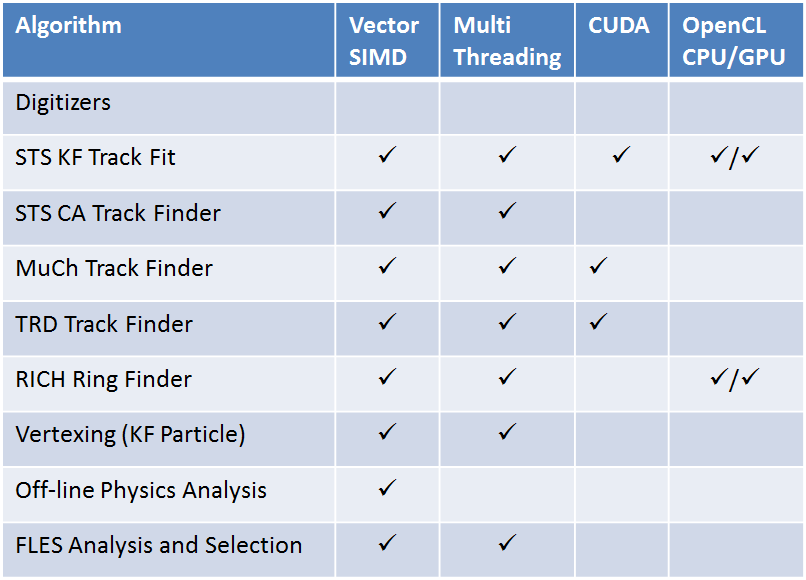 Algorithm Vector SIMD Multi Threading CUDA OpenCL CPU/GPU
Digitizers
STS KF Track Fit ✓ ✓ ✓ ✓/✓
STS CA Track Finder ✓ ✓
MuCh Track Finder ✓ ✓ ✓
TRD Track Finder ✓ ✓ ✓
RICH Ring Finder ✓ ✓ ✓/✓
Vertexing (KF Particle) ✓ ✓
Off-line Physics Analysis ✓
FLES Analysis and Selection ✓ ✓